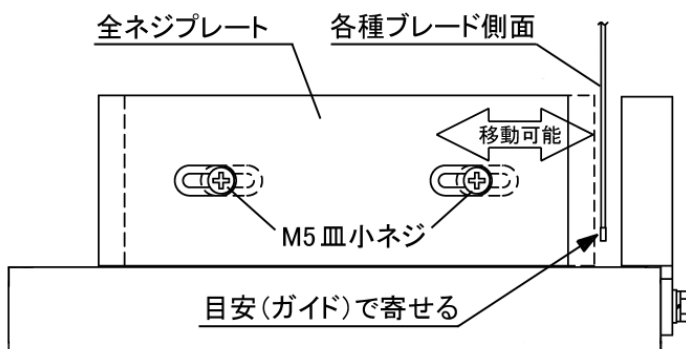 全ネジプレート
各種ブレード側面
移動可能
M5皿小ネジ
目安(ガイド)で寄せる